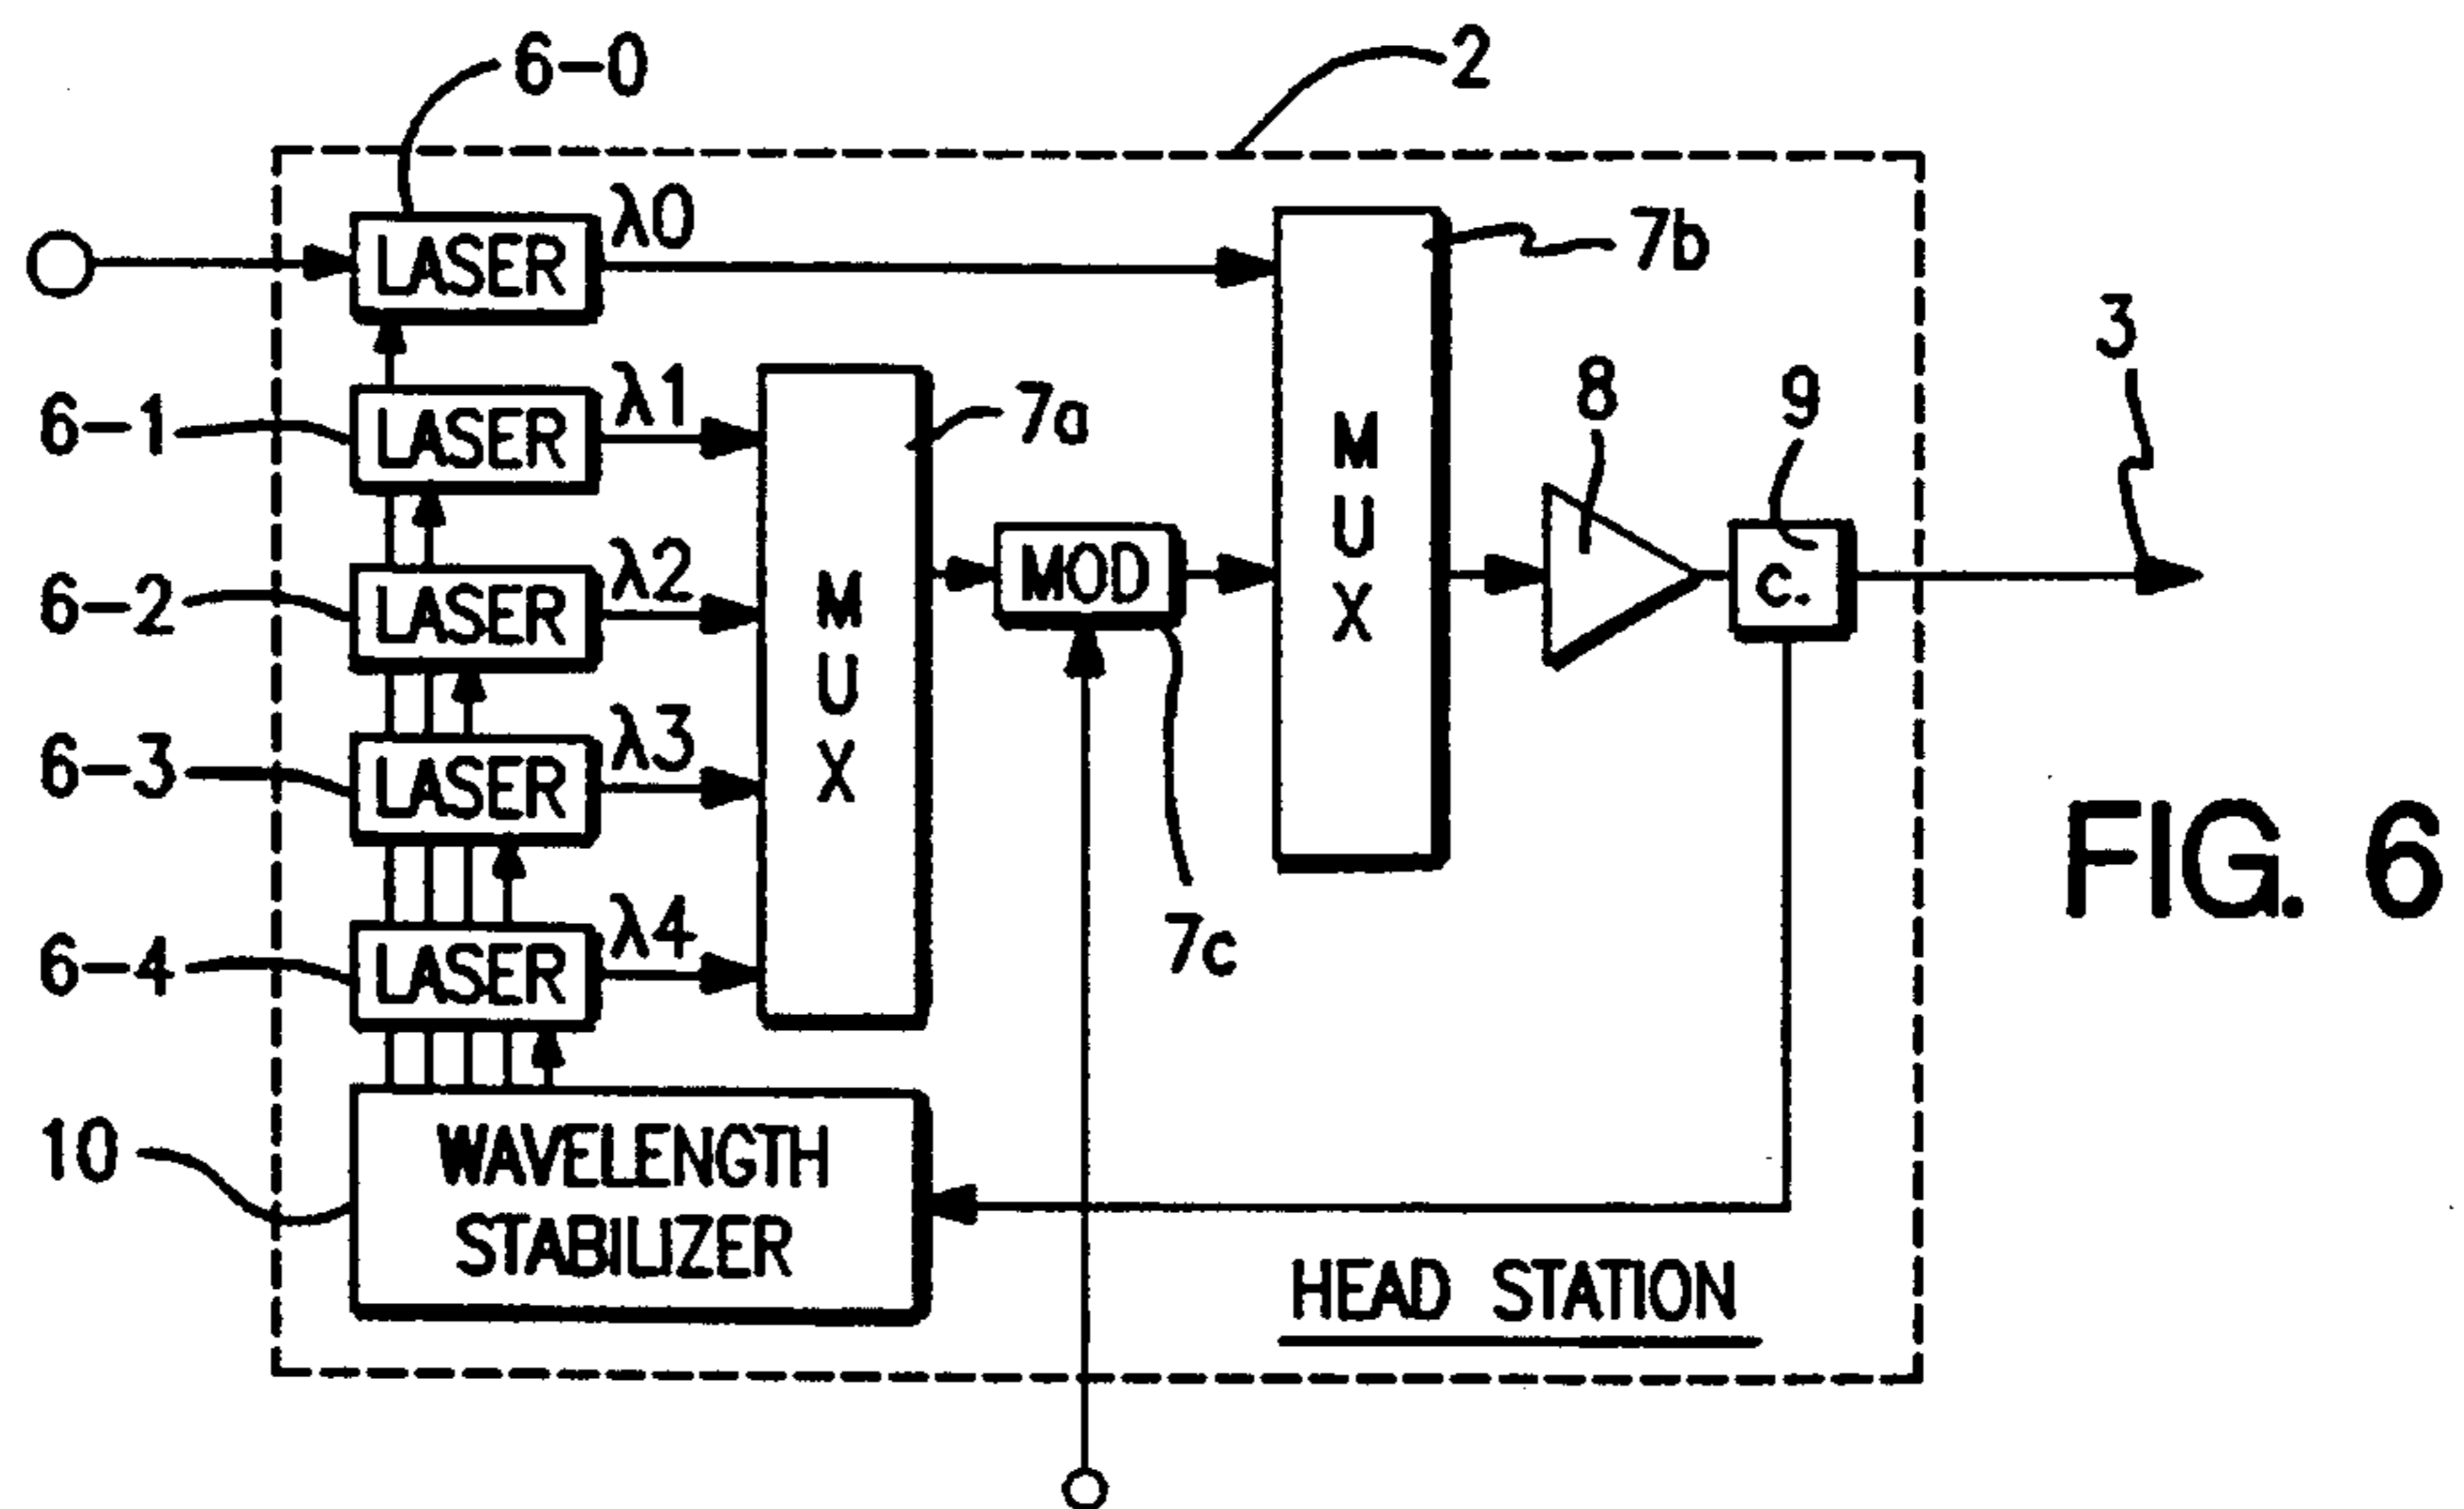 6-0
2
λ0
LASER
7b
3
λ1
6-1
LASER
7a
8
9
M
U
X
λ2
6-2
LASER
M
U
X
MOD
C.
λ3
6-3
LASER
FIG. 6
λ4
6-4
LASER
7c
10
WAVELENGTH
STABILIZER
HEAD STATION